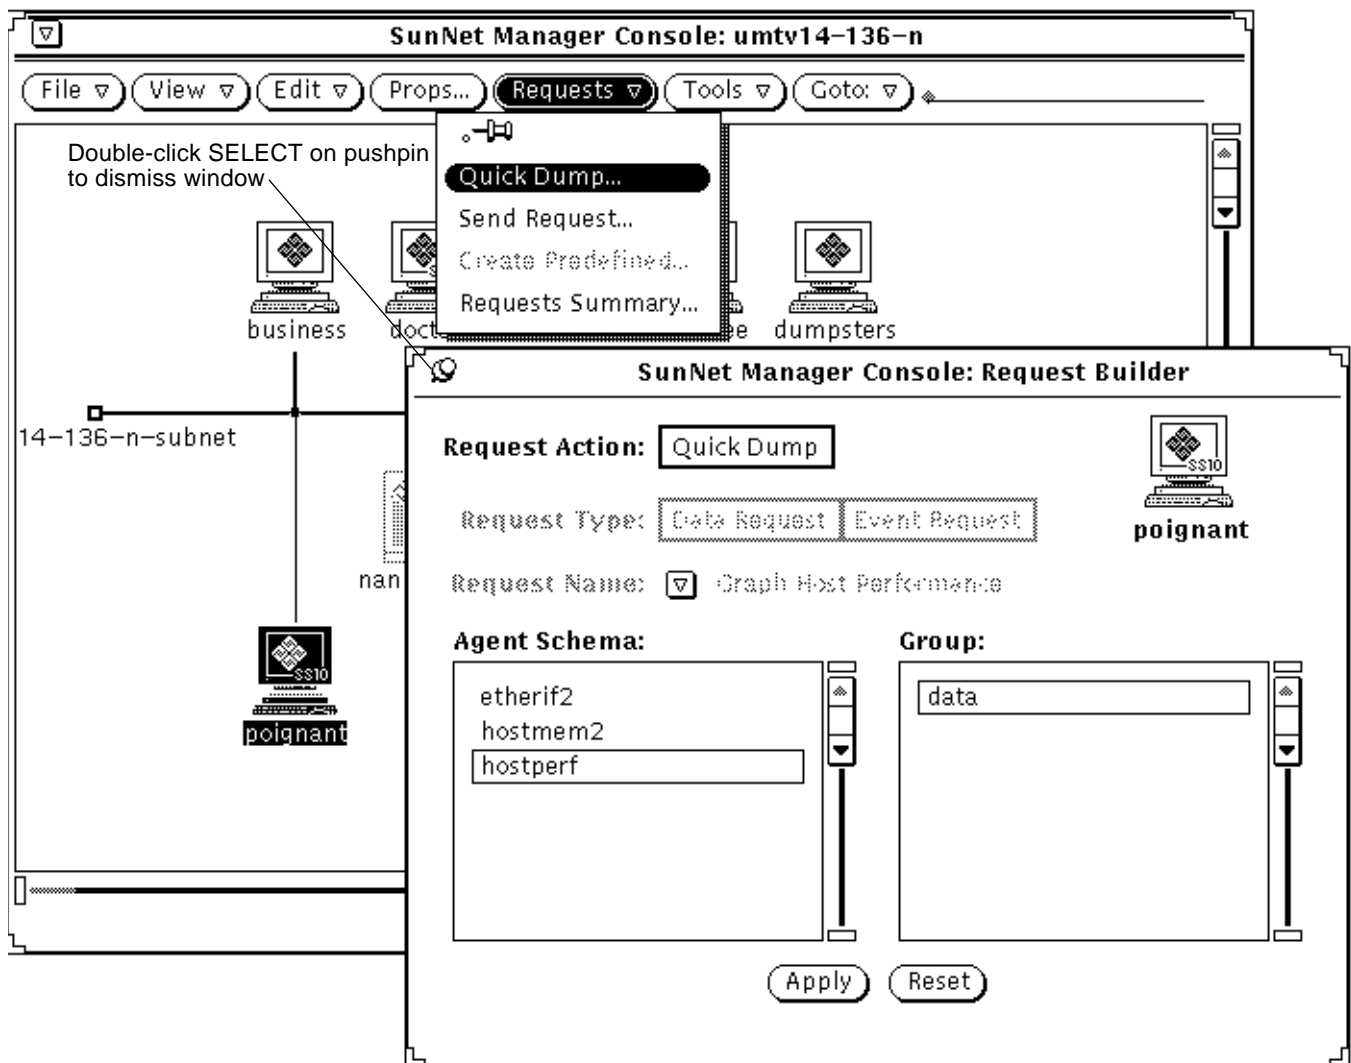 SunNet Manager Console: umtv14-136-n
File View Edit Props... Requests Tools Goto:
Double-click SELECT on pushpin
to dismiss window
Quick Dump...
Send Request...
Create Predefined...
Requests Summary...
business dumpsters
SunNet Manager Console: Request Builder
14-136-n-subnet
Request Action: Quick Dump
SS10
poignant
Request Type: Data Request Event Request
nan
Request Name: Graph Host Performance
Agent Schema: Group:
etherif2
hostmem2
hostperf
data
SS10
poignant
Apply Reset